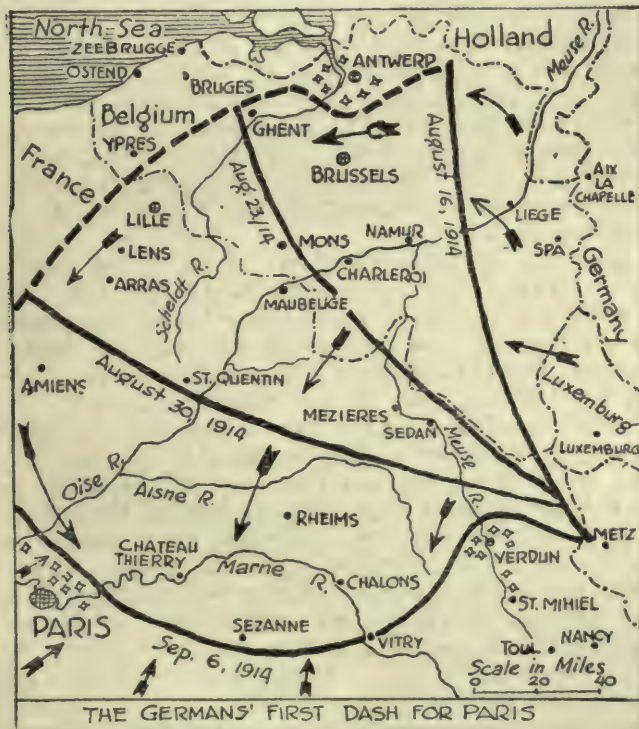 North-Sea
Holland
Meuse R.
ZEEBRUGGE
ANTWERP
OSTEND
BRUGES
Belgium
GHENT
YPRES
BRUSSELS
August 16, 1914
AIX LA CHAPELLE
France
Aug. 23/14
LILLE
LIEGE
NAMUR
MONS
SPA
LENS
CHARLEROI
ARRAS
MAUBEUGE
Scheldt R.
Germany
AMIENS
August 30, 1914
ST. QUENTIN
Luxemburg
MEZIERES
SEDAN
Meuse R.
LUXEMBURG
Oise R.
Aisne R.
RHEIMS
METZ
VERDUN
CHATEAU THIERRY
Marne R.
CHALONS
ST. MIHIEL
PARIS
SEZANNE
VITRY
Sep. 6, 1914
TOUL
NANCY
Scale in Miles
0 20 40
THE GERMANS' FIRST DASH FOR PARIS